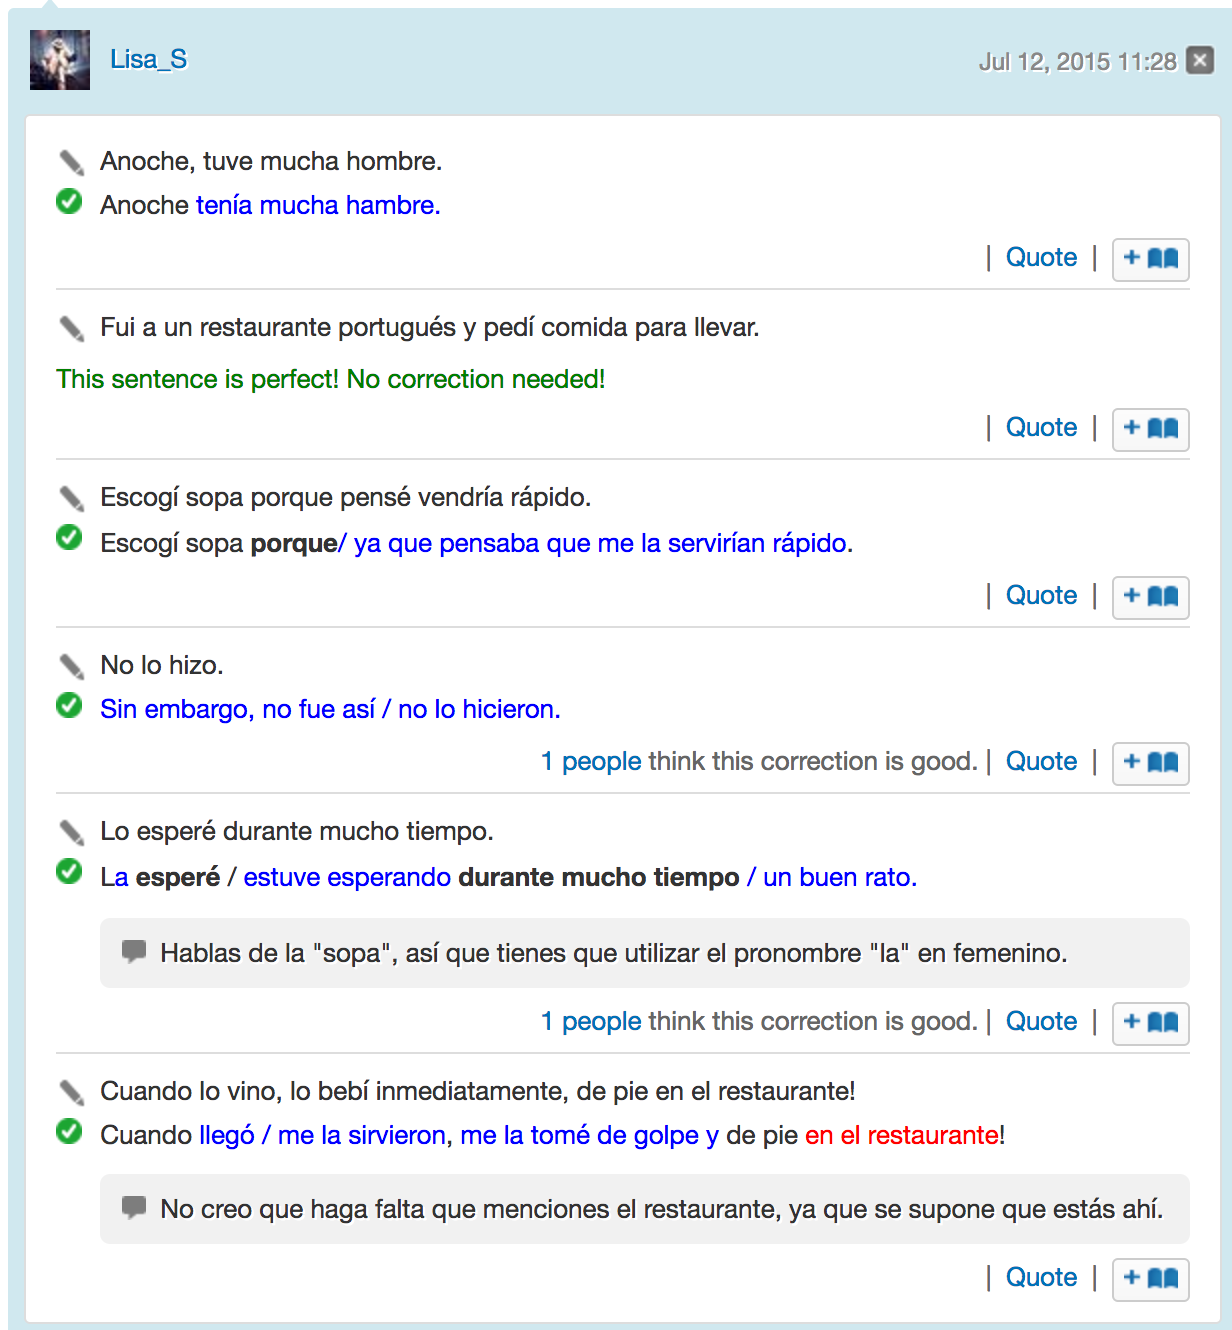 Lisa_S Jul 12, 2015 11:28
Anoche, tuve mucha hombre.
Anoche tenía mucha hambre.
| Quote | +
Fui a un restaurante portugués y pedí comida para llevar.
This sentence is perfect! No correction needed!
| Quote | +
Escogí sopa porque pensé vendría rápido.
Escogí sopa porque/ ya que pensaba que me la servirían rápido.
| Quote | +
No lo hizo.
Sin embargo, no fue así / no lo hicieron.
1 people think this correction is good. | Quote | +
Lo esperé durante mucho tiempo.
La esperé / estuve esperando durante mucho tiempo / un buen rato.
Hablas de la "sopa", así que tienes que utilizar el pronombre "la" en femenino.
1 people think this correction is good. | Quote | +
Cuando lo vino, lo bebí inmediatamente, de pie en el restaurante!
Cuando llegó / me la sirvieron, me la tomé de golpe y de pie en el restaurante!
No creo que haga falta que menciones el restaurante, ya que se supone que estás ahí.
| Quote | +